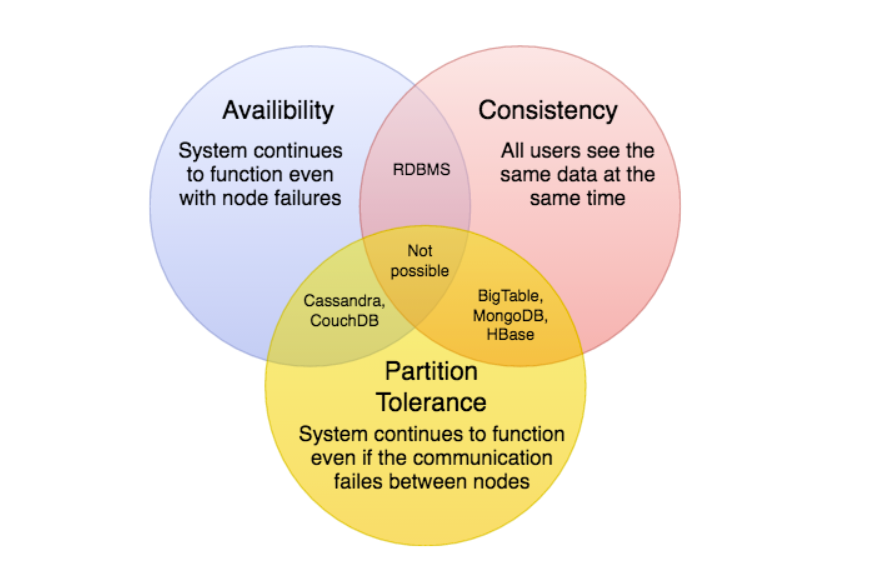 Availibility
System continues
to function even
with node failures
Consistency
All users see the
same data at the
same time
RDBMS
Not
possible
Cassandra,
CouchDB
BigTable,
MongoDB,
HBase
Partition
Tolerance
System continues to function
even if the communication
failes between nodes